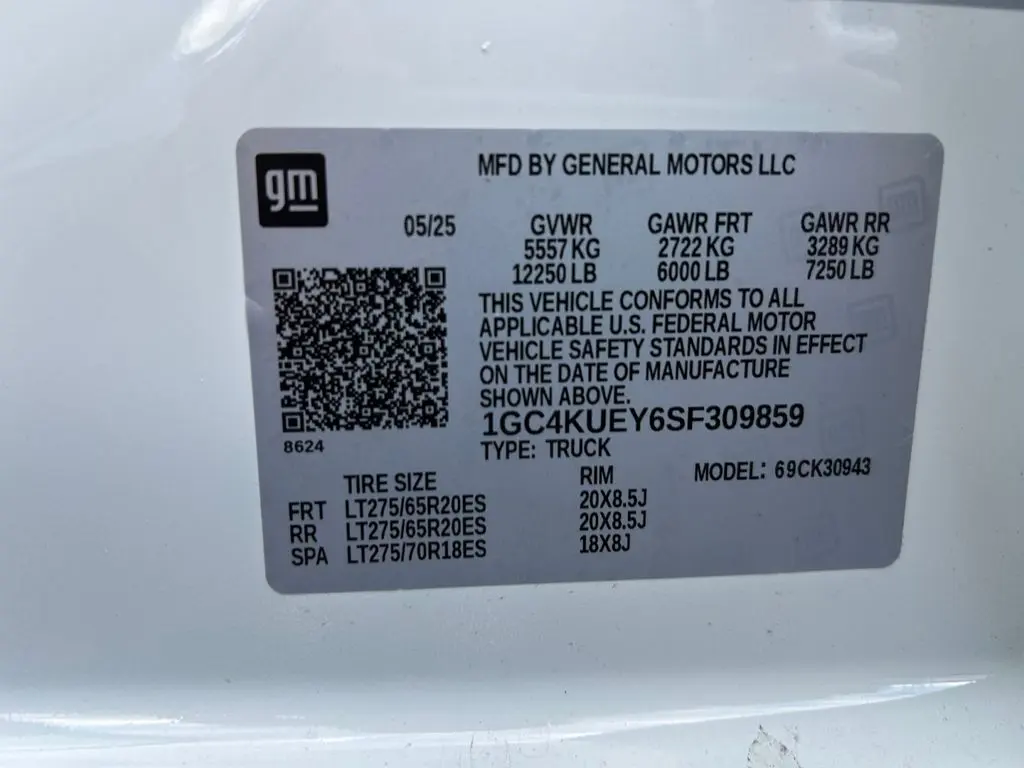 gm
MFD BY GENERAL MOTORS LLC
05/25 GVWR GAWR FRT GAWR RR
5557 KG 2722 KG 3289 KG
12250 LB 6000 LB 7250 LB
THIS VEHICLE CONFORMS TO ALL
APPLICABLE U.S. FEDERAL MOTOR
VEHICLE SAFETY STANDARDS IN EFFECT
ON THE DATE OF MANUFACTURE
SHOWN ABOVE.
1GC4KUEY6SF309859
8624
TYPE: TRUCK
TIRE SIZE RIM MODEL: 69CK30943
FRT LT275/65R20ES 20X8.5J
RR LT275/65R20ES 20X8.5J
SPA LT275/70R18ES 18X8J